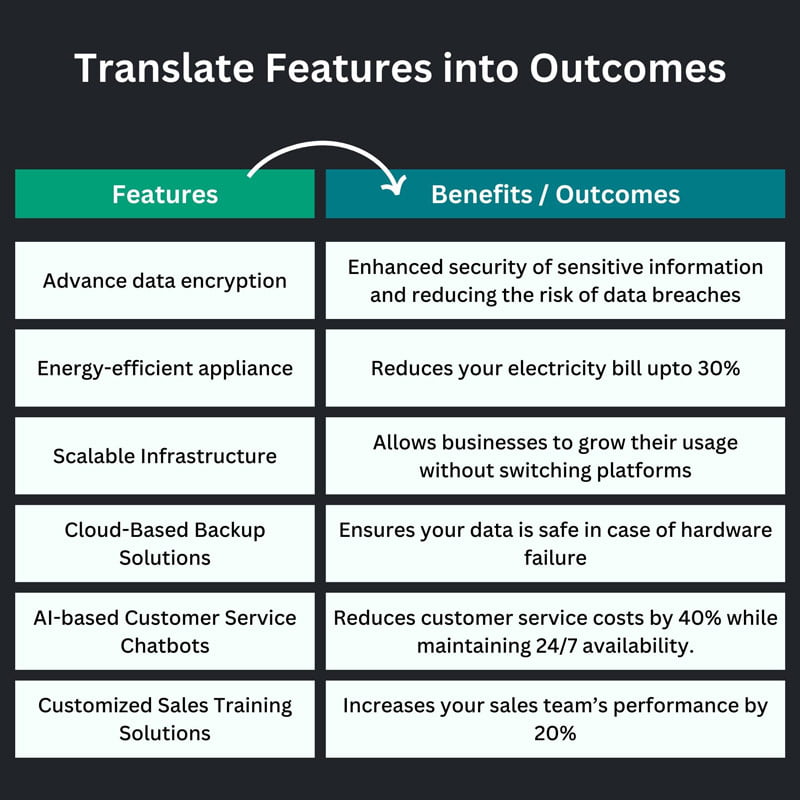 Translate Features into Outcomes
Features
Benefits / Outcomes
Advance data encryption
Enhanced security of sensitive information
and reducing the risk of data breaches
Energy-efficient appliance
Reduces your electricity bill upto 30%
Scalable Infrastructure
Allows businesses to grow their usage
without switching platforms
Cloud-Based Backup
Solutions
Ensures your data is safe in case of hardware
failure
AI-based Customer Service
Chatbots
Reduces customer service costs by 40% while
maintaining 24/7 availability.
Customized Sales Training
Solutions
Increases your sales team’s performance by
20%